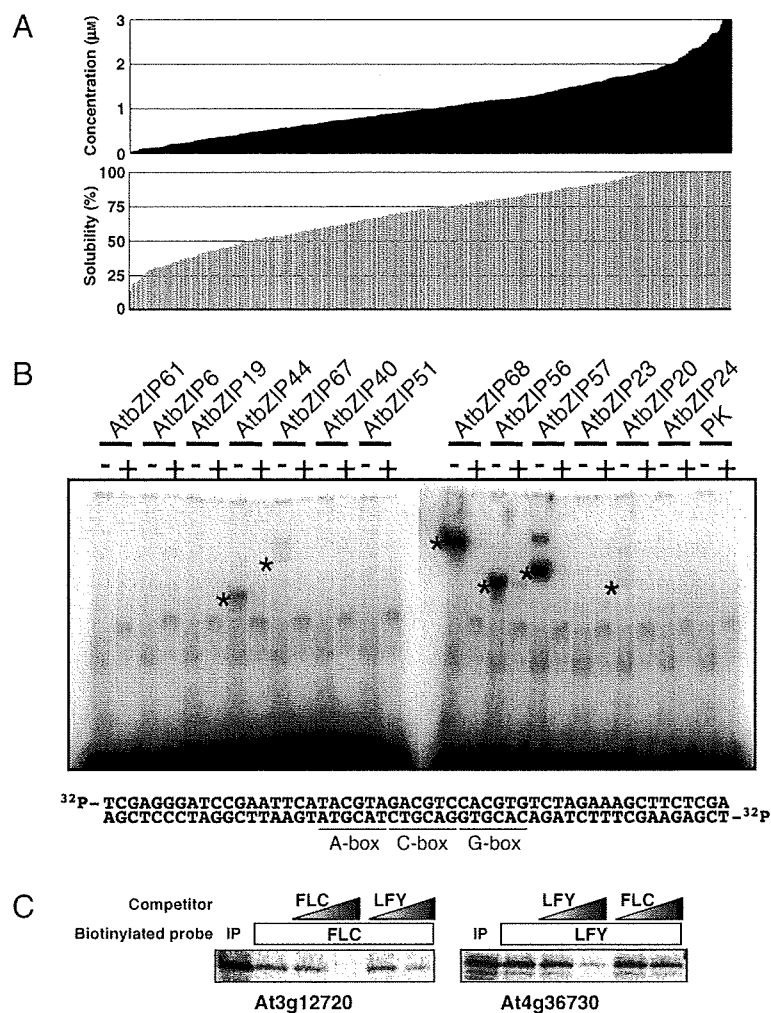 A
Concentration (µM)
3
2
1
0
Solubility (%)
100
75
50
25
0
B
AtbZIP61 AtbZIP6 AtbZIP19 AtbZIP44 AtbZIP67 AtbZIP40 AtbZIP51 AtbZIP68 AtbZIP56 AtbZIP57 AtbZIP23 AtbZIP20 AtbZIP24 PK
- + - + - + - + - + - + - + - + - + - + - + - + - + - +
* * * * * *
32P-TCGAGGGATCCGAATTCATACGTAGACGTCCACGTGTCTAGAAAGCTTCTCGA
AGCTCCCTAGGCTTAAGTATGCATCTGCAGGTGCACAGATCTTTCGAAGAGCT-32P
A-box C-box G-box
C
Competitor FLC LFY LFY FLC
Biotinylated probe IP FLC IP LFY
At3g12720 At4g36730